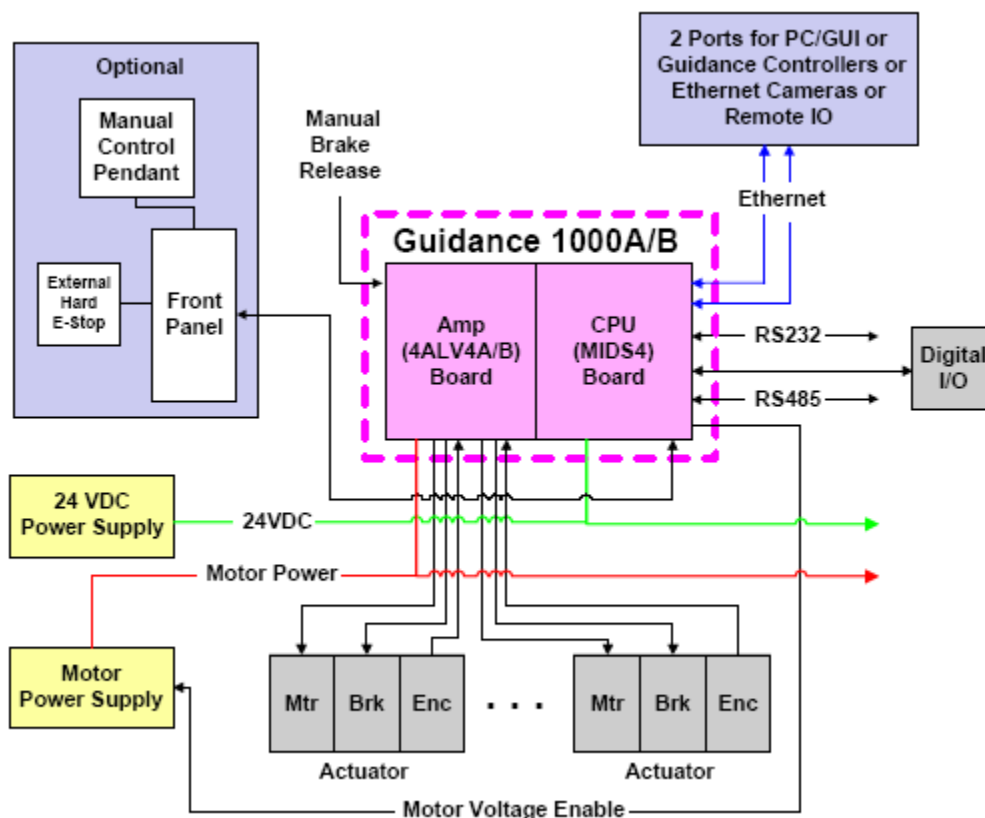 Optional
Manual
Control
Pendant
External
Hard
E-Stop
Front
Panel
Manual
Brake
Release
2 Ports for PC/GUI or
Guidance Controllers or
Ethernet Cameras or
Remote IO
Ethernet
Guidance 1000A/B
Amp
(4ALV4A/B)
Board
CPU
(MIDS4)
Board
RS232
RS485
Digital
I/O
24 VDC
Power Supply
24VDC
Motor Power
Motor
Power Supply
Mtr Brk Enc
. . .
Mtr Brk Enc
Actuator
Actuator
Motor Voltage Enable